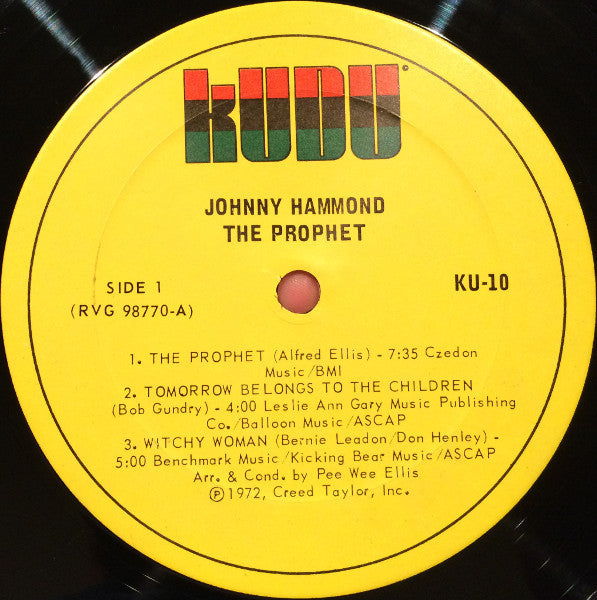 kUDU
JOHNNY HAMMOND
THE PROPHET
SIDE 1
(RVG 98770-A)
KU-10
1. THE PROPHET (Alfred Ellis) - 7:35 Czedon
Music/BMI
2. TOMORROW BELONGS TO THE CHILDREN
(Bob Gundry) - 4:00 Leslie Ann Gary Music Publishing
Co./Balloon Music/ASCAP
3. WITCHY WOMAN (Bernie Leadon/Don Henley) -
5:00 Benchmark Music/Kicking Bear Music/ASCAP
Arr. & Cond. by Pee Wee Ellis
℗1972, Creed Taylor, Inc.